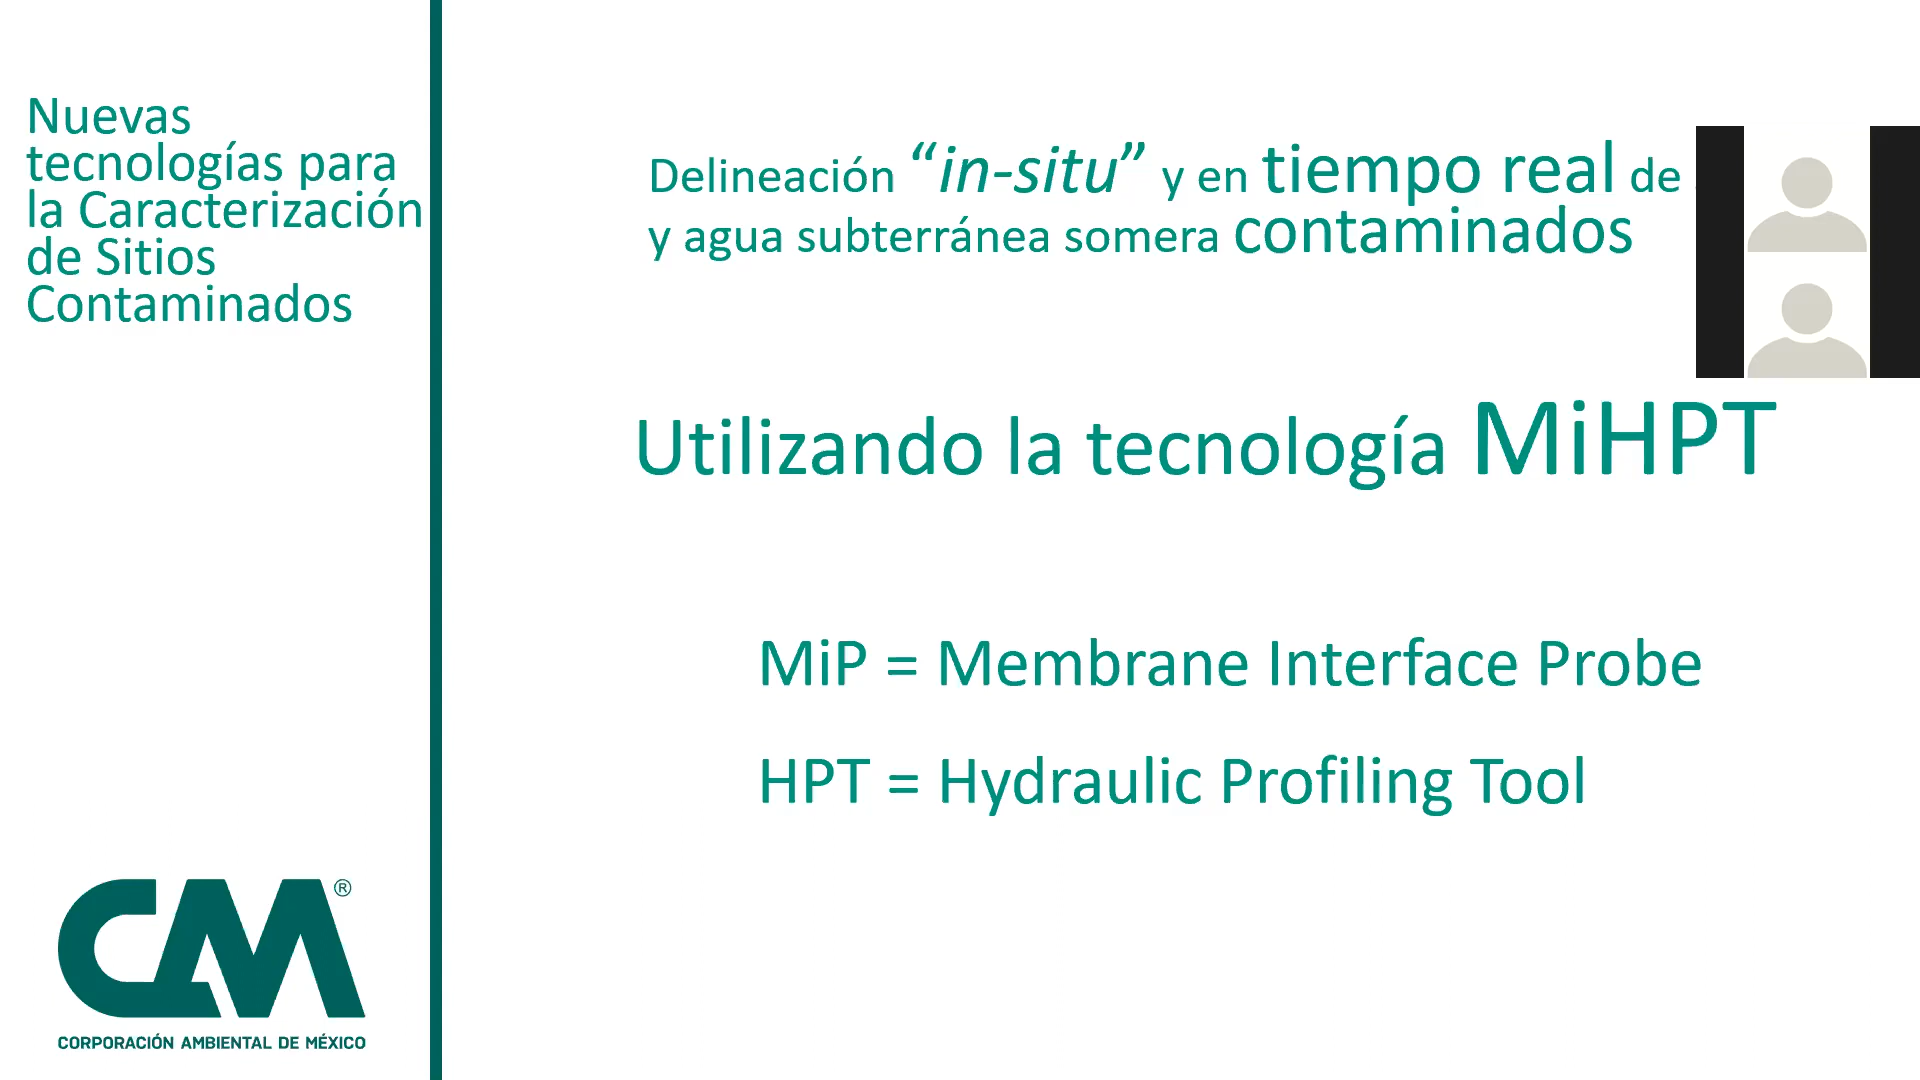 Nuevas
tecnologías para
la Caracterización
de Sitios
Contaminados
Delineación “in-situ” y en tiempo real de
y agua subterránea somera contaminados
Utilizando la tecnología MiHPT
MiP = Membrane Interface Probe
HPT = Hydraulic Profiling Tool
CAM®
CORPORACIÓN AMBIENTAL DE MÉXICO